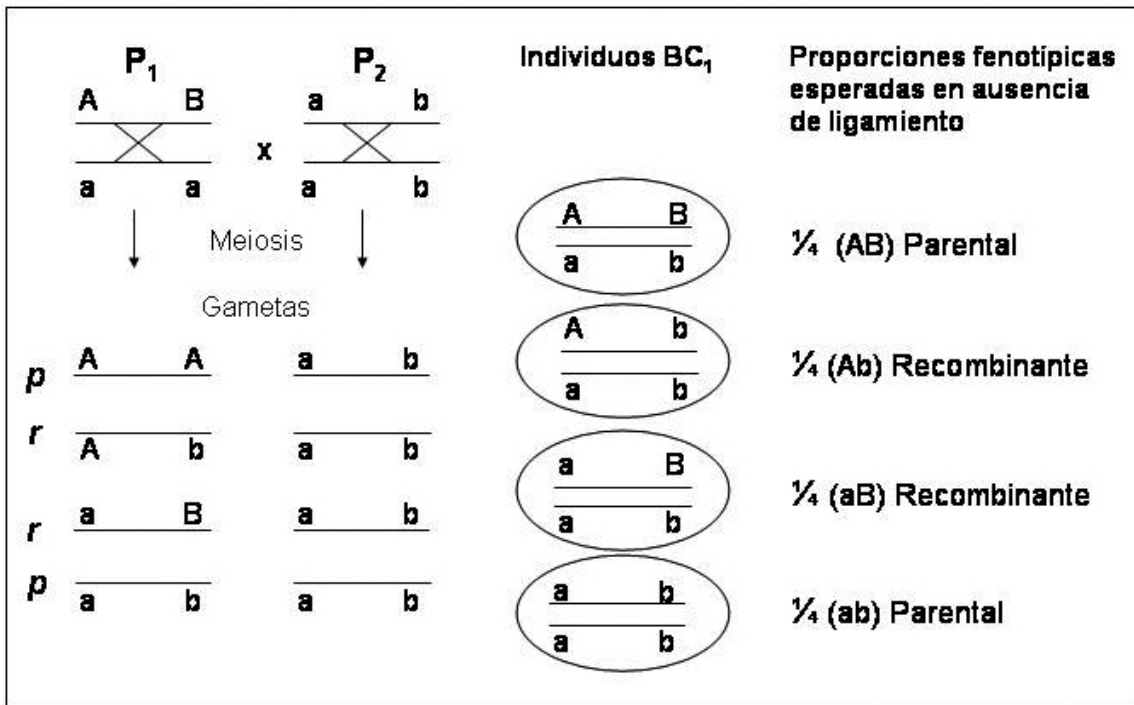 P₁
P₂
A B
a b
x
a a
a b
Meiosis
Gametas
p A A a b
r A b a b
r a B a b
p a b a b
Individuos BC₁
A B
a b
A b
a b
a B
a b
a b
a b
Proporciones fenotípicas
esperadas en ausencia
de ligamiento
¼ (AB) Parental
¼ (Ab) Recombinante
¼ (aB) Recombinante
¼ (ab) Parental